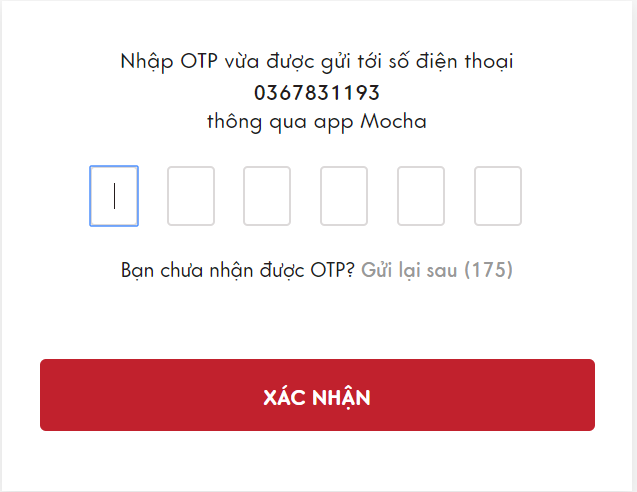 Nhập OTP vừa được gửi tới số điện thoại
0367831193
thông qua app Mocha
Bạn chưa nhận được OTP? Gửi lại sau (175)
XÁC NHẬN